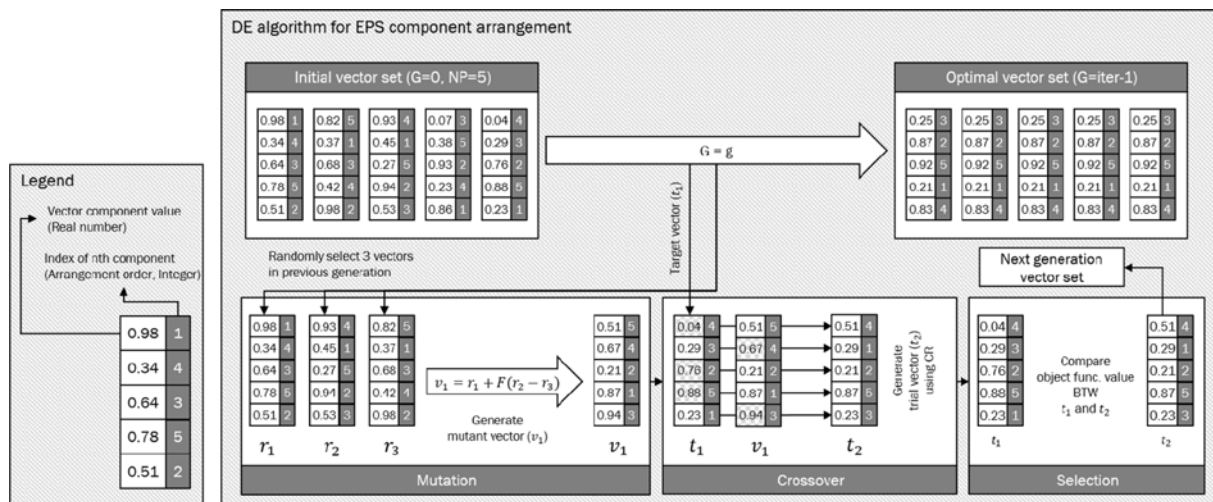 DE algorithm for EPS component arrangement
Initial vector set (G=0, NP=5)
0.98 1 0.82 5 0.93 4 0.07 3 0.04 4
0.34 4 0.37 1 0.45 1 0.38 5 0.29 3
0.64 3 0.68 3 0.27 5 0.93 2 0.76 2
0.78 5 0.42 4 0.94 2 0.23 4 0.88 5
0.51 2 0.98 2 0.53 3 0.86 1 0.23 1
G = g
Optimal vector set (G=iter-1)
0.25 3 0.25 3 0.25 3 0.25 3 0.25 3
0.87 2 0.87 2 0.87 2 0.87 2 0.87 2
0.92 5 0.92 5 0.92 5 0.92 5 0.92 5
0.21 1 0.21 1 0.21 1 0.21 1 0.21 1
0.83 4 0.83 4 0.83 4 0.83 4 0.83 4
Legend
Vector component value
(Real number)
Index of nth component
(Arrangement order, Integer)
0.98 1
0.34 4
0.64 3
0.78 5
0.51 2
Randomly select 3 vectors
in previous generation
Target vector (t₁)
Next generation
vector set
0.98 1 0.93 4 0.82 5
0.34 4 0.45 1 0.37 1
0.64 3 0.27 5 0.68 3
0.78 5 0.94 2 0.42 4
0.51 2 0.53 3 0.98 2
r₁ r₂ r₃
v₁ = r₁ + F(r₂ − r₃)
Generate
mutant vector (v₁)
0.51 5
0.67 4
0.21 2
0.87 1
0.94 3
v₁
Mutation
0.04 4 0.51 5 0.51 4
0.29 3 0.67 4 0.29 1
0.76 2 0.21 2 0.21 2
0.88 5 0.87 1 0.87 5
0.23 1 0.94 3 0.23 3
t₁ v₁ t₂
Generate
trial vector (t₂)
using CR
Crossover
0.04 4
0.29 3
0.76 2
0.88 5
0.23 1
t₁
Compare
object func. value
BTW
t₁ and t₂
0.51 4
0.29 1
0.21 2
0.87 5
0.23 3
t₂
Selection